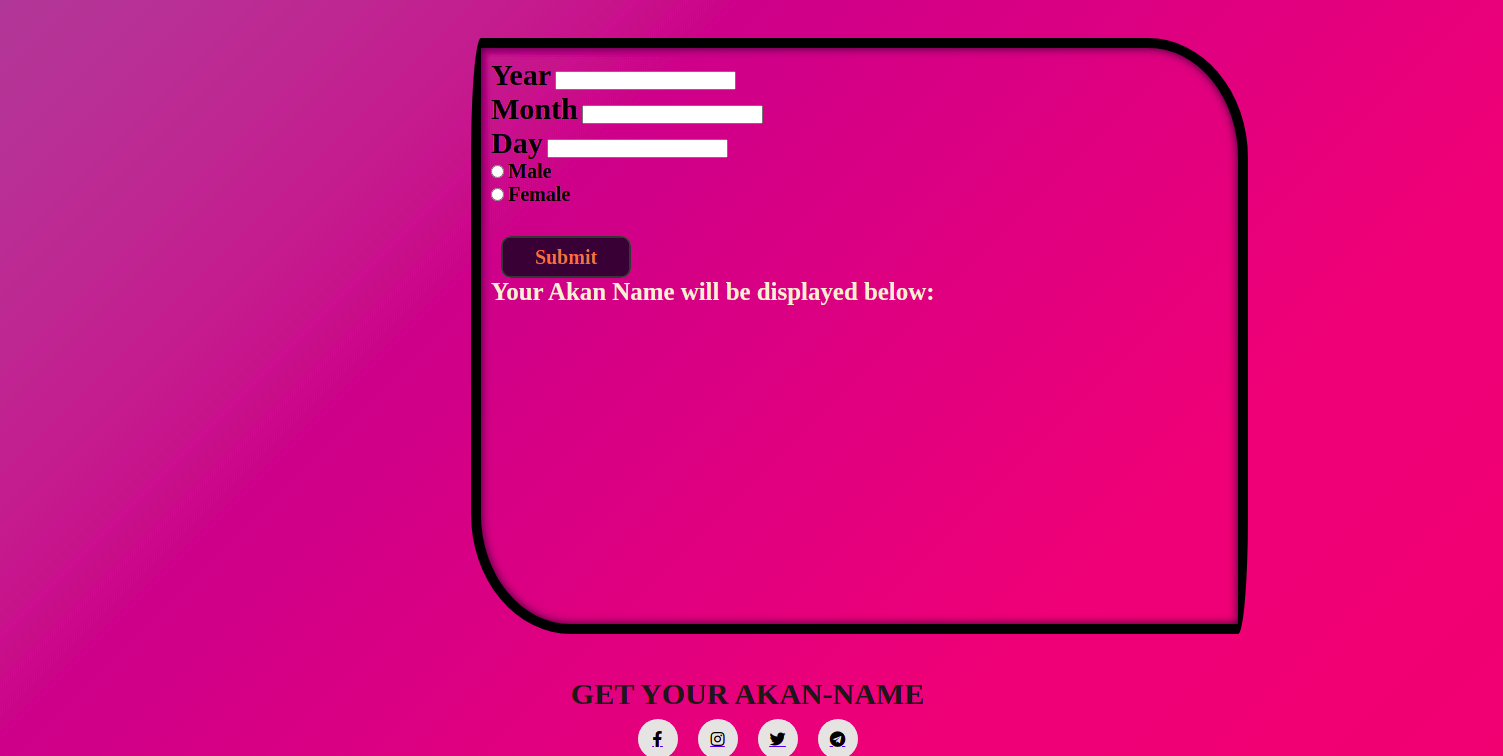 Year
Month
Day
Male
Female
Submit
Your Akan Name will be displayed below:
GET YOUR AKAN-NAME